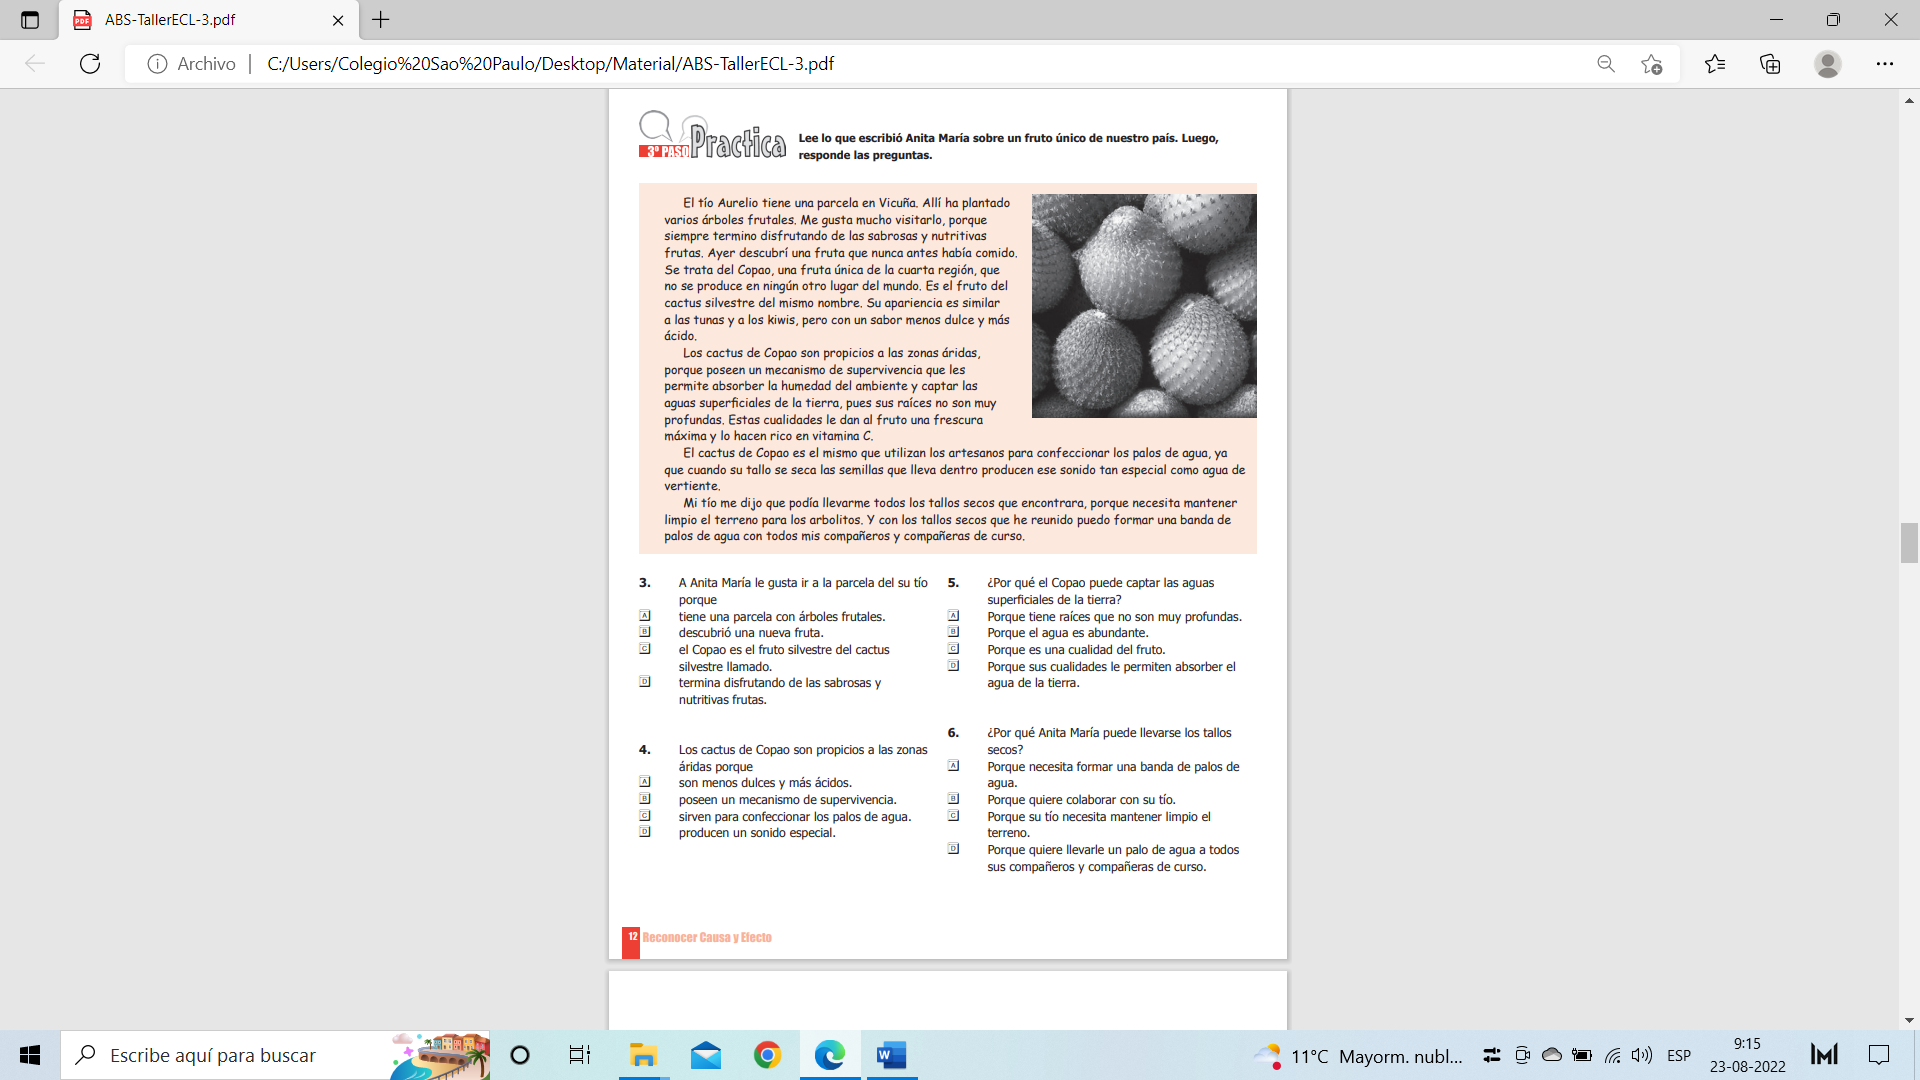 ABS-TallerECL-3.pdf
Archivo
C:/Users/Colegio%20Sao%20Paulo/Desktop/Material/ABS-TallerECL-3.pdf
3º PASO
Practica
Lee lo que escribió Anita María sobre un fruto único de nuestro país. Luego,
responde las preguntas.
El tío Aurelio tiene una parcela en Vicuña. Allí ha plantado
varios árboles frutales. Me gusta mucho visitarlo, porque
siempre termino disfrutando de las sabrosas y nutritivas
frutas. Ayer descubrí una fruta que nunca antes había comido.
Se trata del Copao, una fruta única de la cuarta región, que
no se produce en ningún otro lugar del mundo. Es el fruto del
cactus silvestre del mismo nombre. Su apariencia es similar
a las tunas y a los kiwis, pero con un sabor menos dulce y más
ácido.
Los cactus de Copao son propicios a las zonas áridas,
porque poseen un mecanismo de supervivencia que les
permite absorber la humedad del ambiente y captar las
aguas superficiales de la tierra, pues sus raíces no son muy
profundas. Estas cualidades le dan al fruto una frescura
máxima y lo hacen rico en vitamina C.
El cactus de Copao es el mismo que utilizan los artesanos para confeccionar los palos de agua, ya
que cuando su tallo se seca las semillas que lleva dentro producen ese sonido tan especial como agua de
vertiente.
Mi tío me dijo que podía llevarme todos los tallos secos que encontrara, porque necesita mantener
limpio el terreno para los arbolitos. Y con los tallos secos que he reunido puedo formar una banda de
palos de agua con todos mis compañeros y compañeras de curso.
3. A Anita María le gusta ir a la parcela del su tío
porque
A tiene una parcela con árboles frutales.
B descubrió una nueva fruta.
C el Copao es el fruto silvestre del cactus
silvestre llamado.
D termina disfrutando de las sabrosas y
nutritivas frutas.
4. Los cactus de Copao son propicios a las zonas
áridas porque
A son menos dulces y más ácidos.
B poseen un mecanismo de supervivencia.
C sirven para confeccionar los palos de agua.
D producen un sonido especial.
5. ¿Por qué el Copao puede captar las aguas
superficiales de la tierra?
A Porque tiene raíces que no son muy profundas.
B Porque el agua es abundante.
C Porque es una cualidad del fruto.
D Porque sus cualidades le permiten absorber el
agua de la tierra.
6. ¿Por qué Anita María puede llevarse los tallos
secos?
A Porque necesita formar una banda de palos de
agua.
B Porque quiere colaborar con su tío.
C Porque su tío necesita mantener limpio el
terreno.
D Porque quiere llevarle un palo de agua a todos
sus compañeros y compañeras de curso.
12 Reconocer Causa y Efecto
Escribe aquí para buscar
11°C Mayorm. nubl...
ESP
9:15
23-08-2022